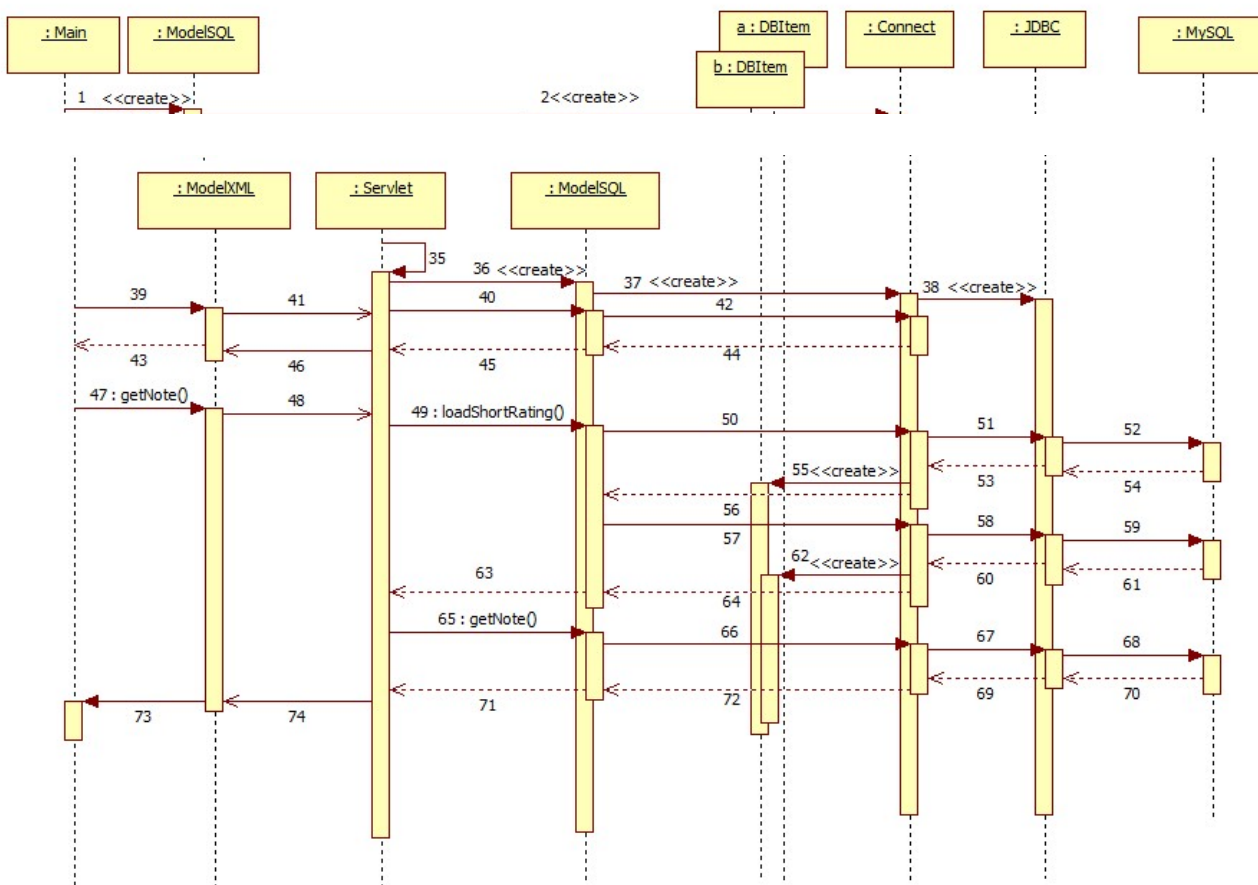 : Main
: ModelSQL
a : DBItem
: Connect
: JDBC
: MySQL
b : DBItem
1 <<create>>
2<<create>>
: ModelXML
: Servlet
: ModelSQL
35
36 <<create>>
37 <<create>>
38 <<create>>
39
41
40
42
43
46
45
44
47 : getNote()
48
49 : loadShortRating()
50
51
52
55<<create>>
53
54
56
57
58
59
62<<create>>
63
64
60
61
65 : getNote()
66
67
68
73
74
71
72
69
70